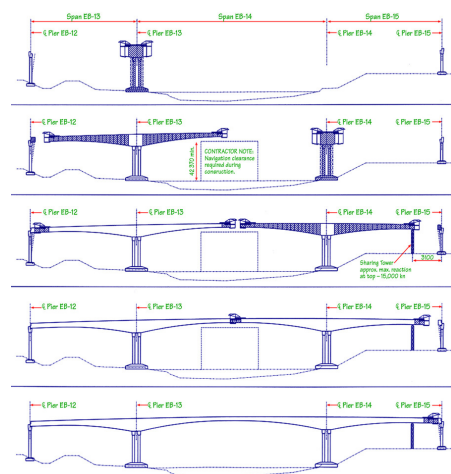 Span EB-13 Span EB-14 Span EB-15
℄ Pier EB-12 ℄ Pier EB-13 ℄ Pier EB-14 ℄ Pier EB-15
℄ Pier EB-12 ℄ Pier EB-13 ℄ Pier EB-14 ℄ Pier EB-15
42 370 min.
CONTRACTOR NOTE:
Navigation clearance
required during
construction.
℄ Pier EB-12 ℄ Pier EB-13 ℄ Pier EB-14 ℄ Pier EB-15
3100
Shoring Tower
approx. max. reaction
at top ~ 15,000 kn
℄ Pier EB-12 ℄ Pier EB-13 ℄ Pier EB-14 ℄ Pier EB-15
℄ Pier EB-12 ℄ Pier EB-13 ℄ Pier EB-14 ℄ Pier EB-15